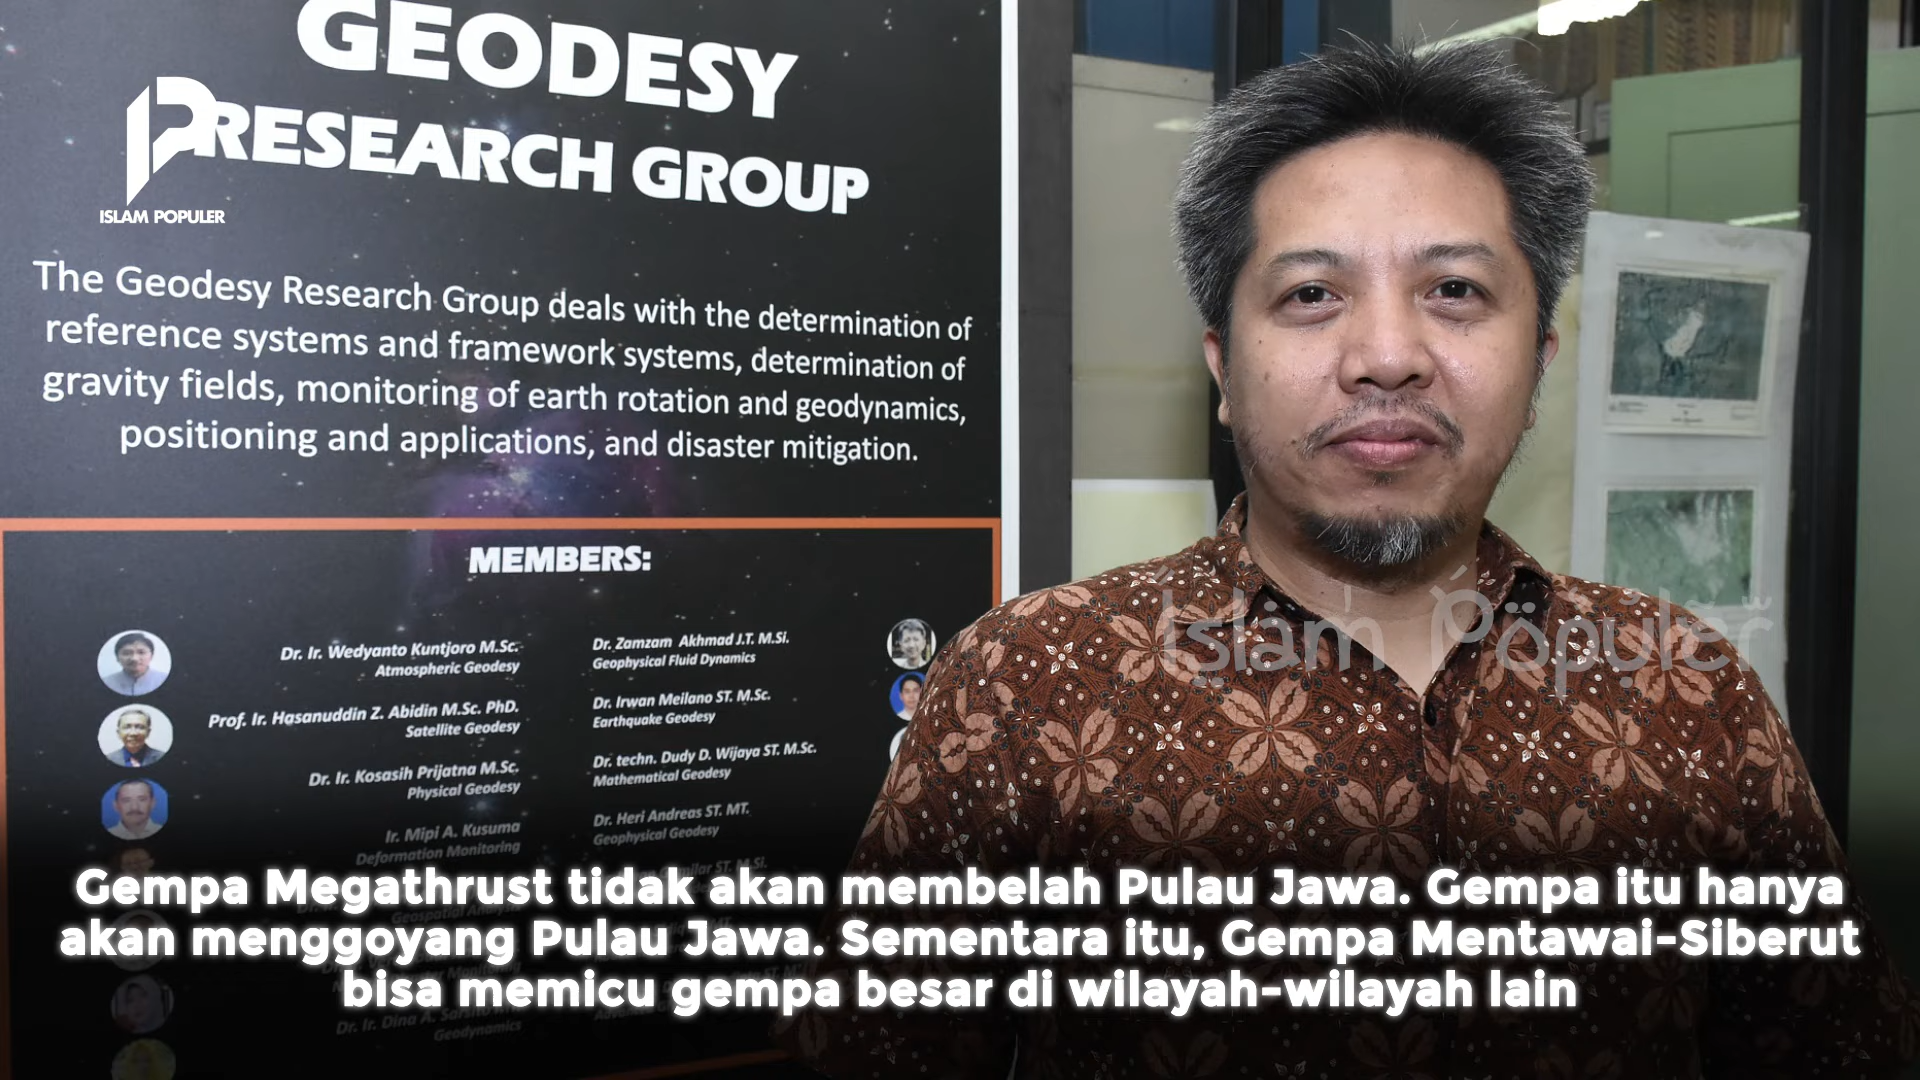 GEODESY
RESEARCH GROUP
ISLAM POPULER
The Geodesy Research Group deals with the determination of
reference systems and framework systems, determination of
gravity fields, monitoring of earth rotation and geodynamics,
positioning and applications, and disaster mitigation.
MEMBERS:
Dr. Ir. Wedyanto Kuntjoro M.Sc.
Atmospheric Geodesy
Prof. Ir. Hasanuddin Z. Abidin M.Sc. PhD.
Satellite Geodesy
Dr. Ir. Kosasih Prijatna M.Sc.
Physical Geodesy
Ir. Mipi A. Kusuma
Deformation Monitoring
Dr. Zamzam Akhmad J.T. M.Si.
Geophysical Fluid Dynamics
Dr. Irwan Meilano ST. M.Sc.
Earthquake Geodesy
Dr. techn. Dudy D. Wijaya ST. M.Sc.
Mathematical Geodesy
Dr. Heri Andreas ST. MT.
Geophysical Geodesy
Islam Populer
Gempa Megathrust tidak akan membelah Pulau Jawa. Gempa itu hanya
akan menggoyang Pulau Jawa. Sementara itu, Gempa Mentawai-Siberut
bisa memicu gempa besar di wilayah-wilayah lain
Dr. Ir. Dina A. Sarsito
Geodynamics